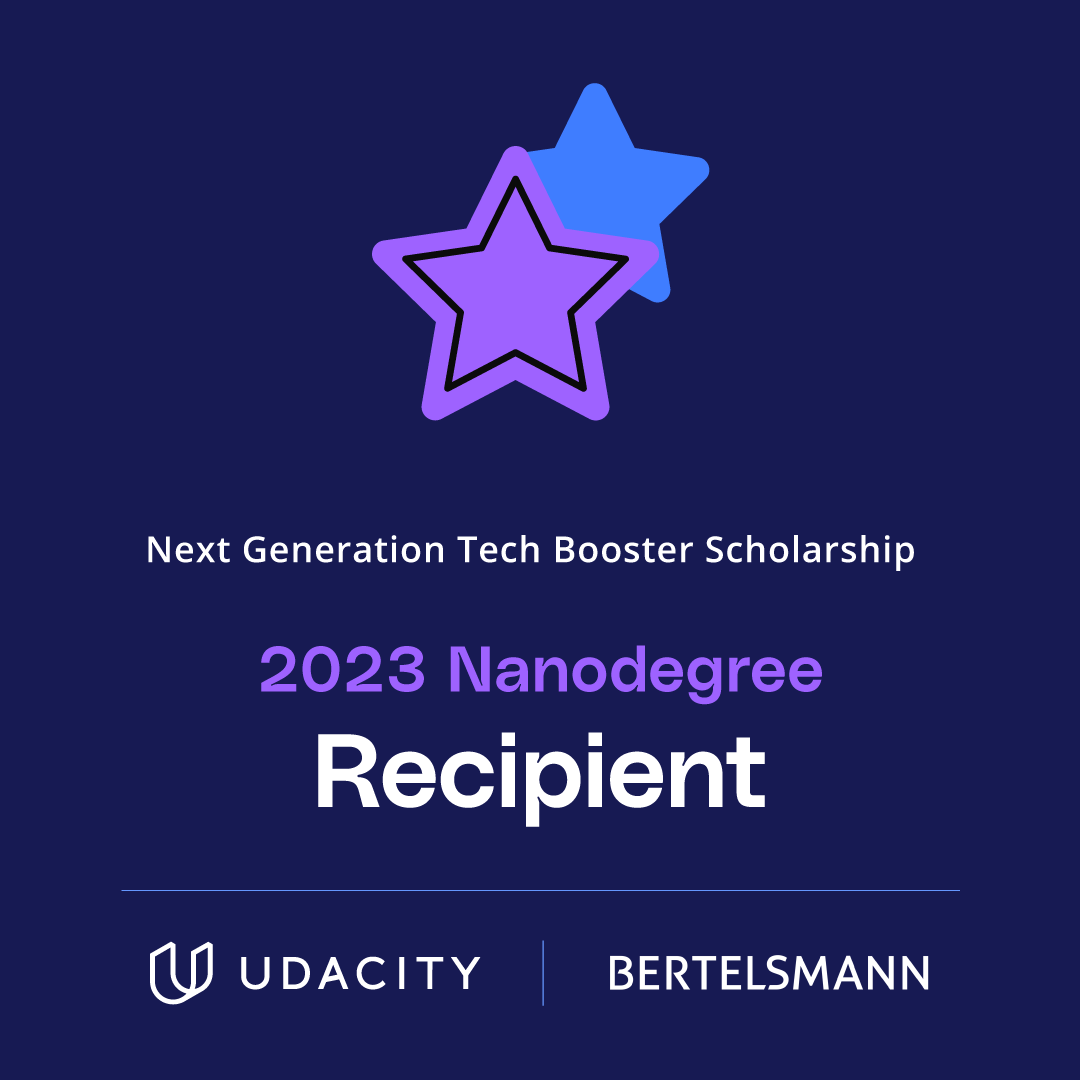 Next Generation Tech Booster Scholarship
2023 Nanodegree
Recipient
UDACITY
BERTELSMANN